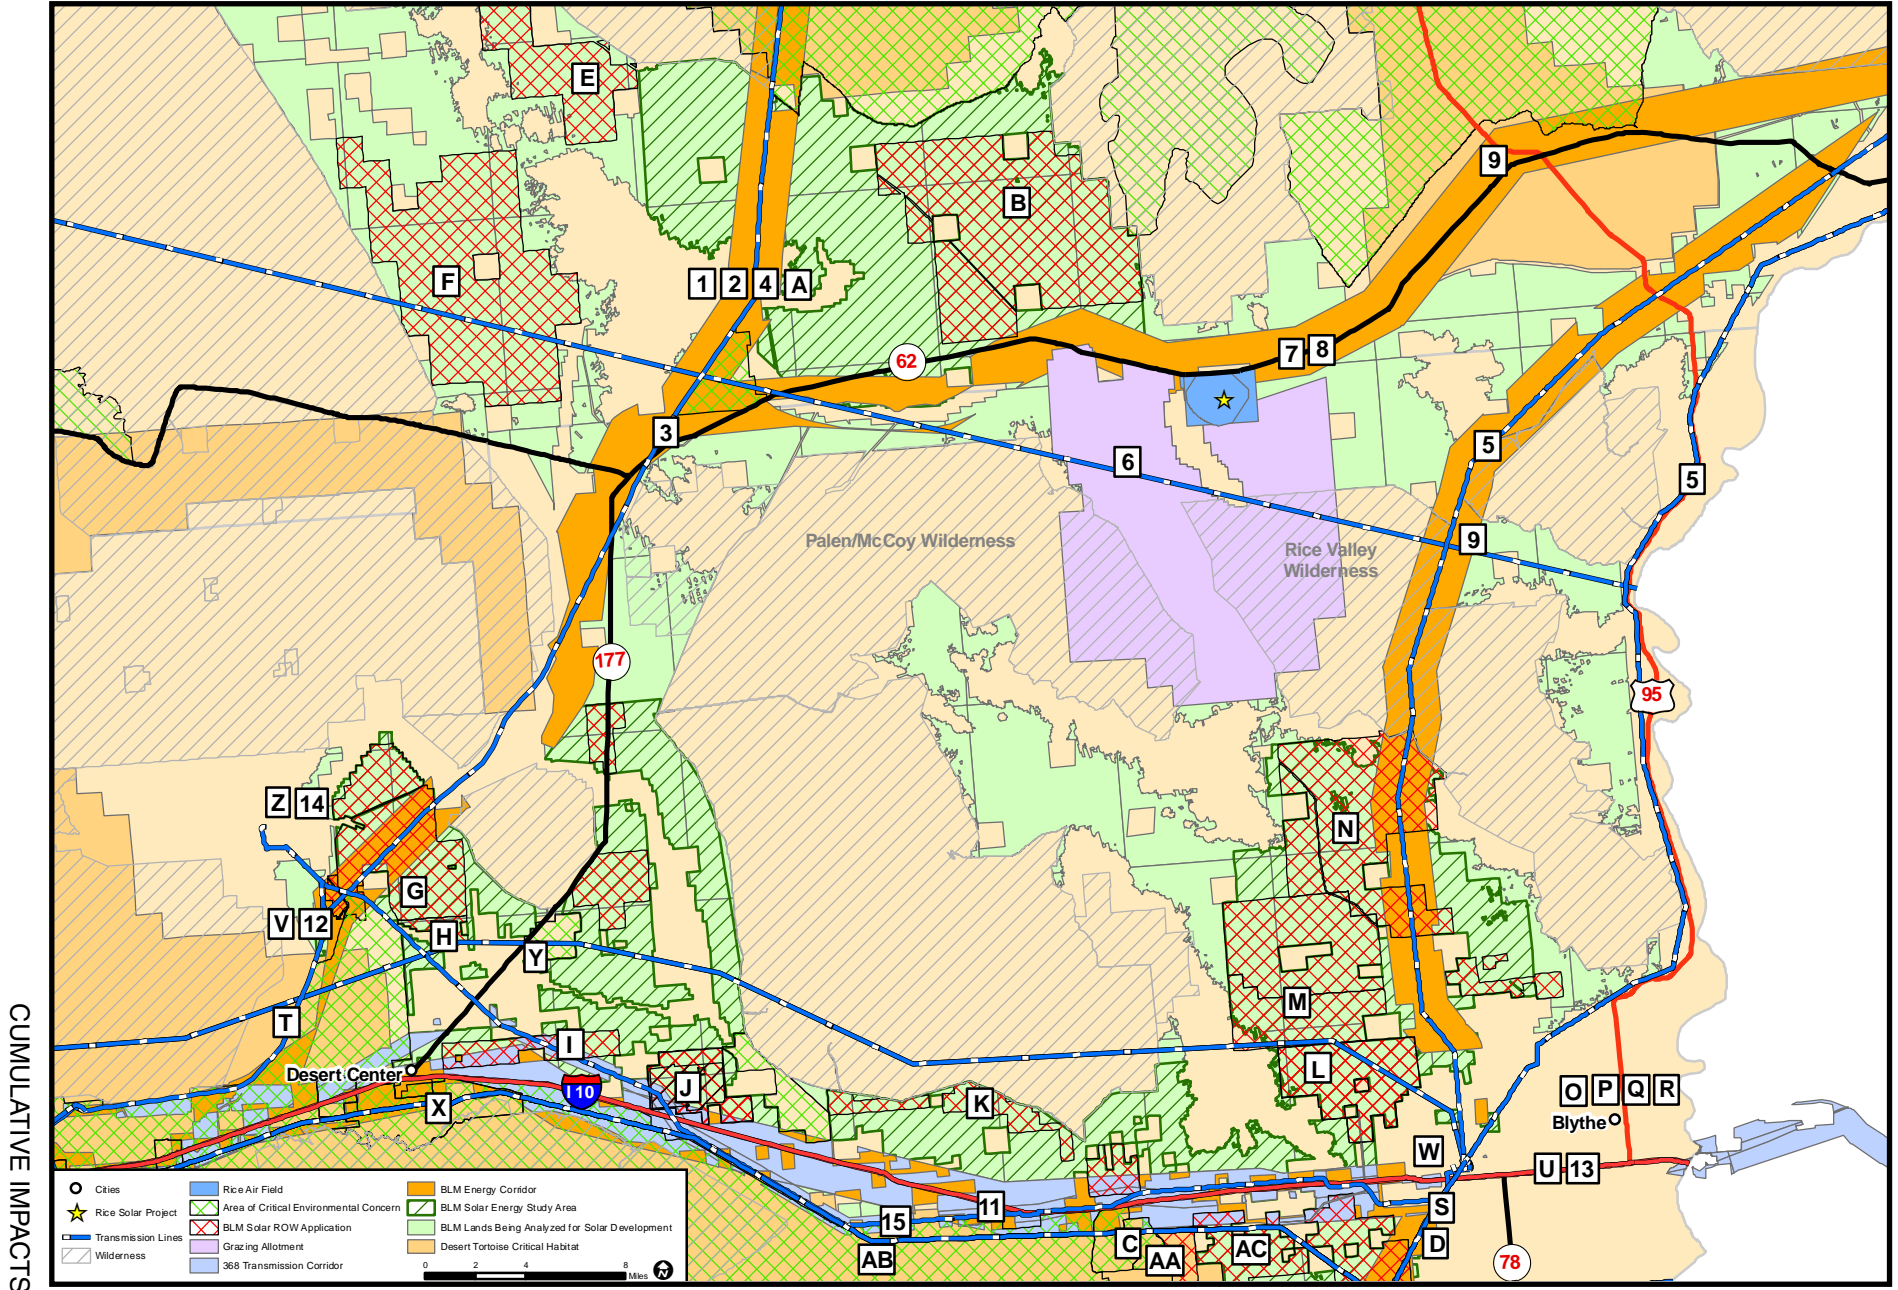 E
B
9
F
1 2 4 A
62
7 8
3
6
5
5
9
Palen/McCoy Wilderness
Rice Valley
Wilderness
177
95
Z 14
N
G
V 12
H
Y
M
T
I
L
Desert Center
I10
J
X
K
O P Q R
Blythe
W
U 13
11
S
15
AB
C
AA
AC
D
78
CUMULATIVE IMPACTS
Cities
Rice Solar Project
Transmission Lines
Wilderness
Rice Air Field
Area of Critical Environmental Concern
BLM Solar ROW Application
Grazing Allotment
368 Transmission Corridor
BLM Energy Corridor
BLM Solar Energy Study Area
BLM Lands Being Analyzed for Solar Development
Desert Tortoise Critical Habitat
0 2 4 8
Miles
N